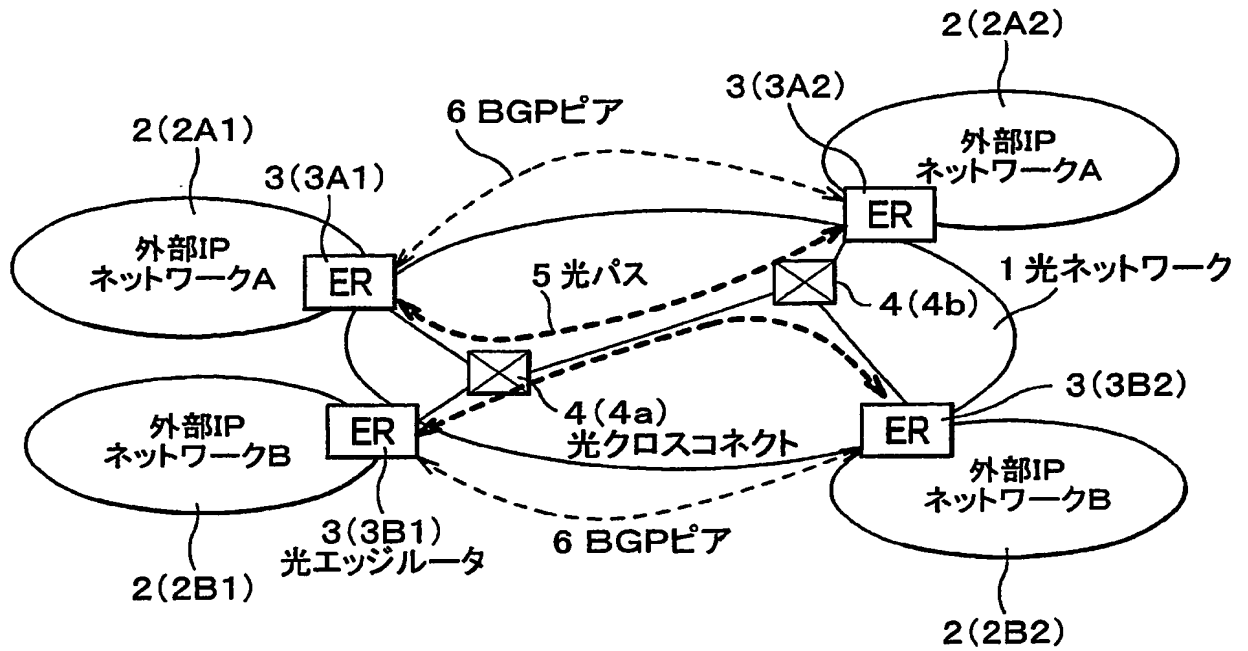 2(2A2)
3(3A2)
6 BGPピア
2(2A1)
外部IP
ネットワークA
3(3A1)
ER
外部IP
ネットワークA
ER
5 光パス
1 光ネットワーク
4(4b)
3(3B2)
4(4a)
光クロスコネクト
外部IP
ネットワークB
ER
ER
外部IP
ネットワークB
3(3B1)
光エッジルータ
6 BGPピア
2(2B1)
2(2B2)